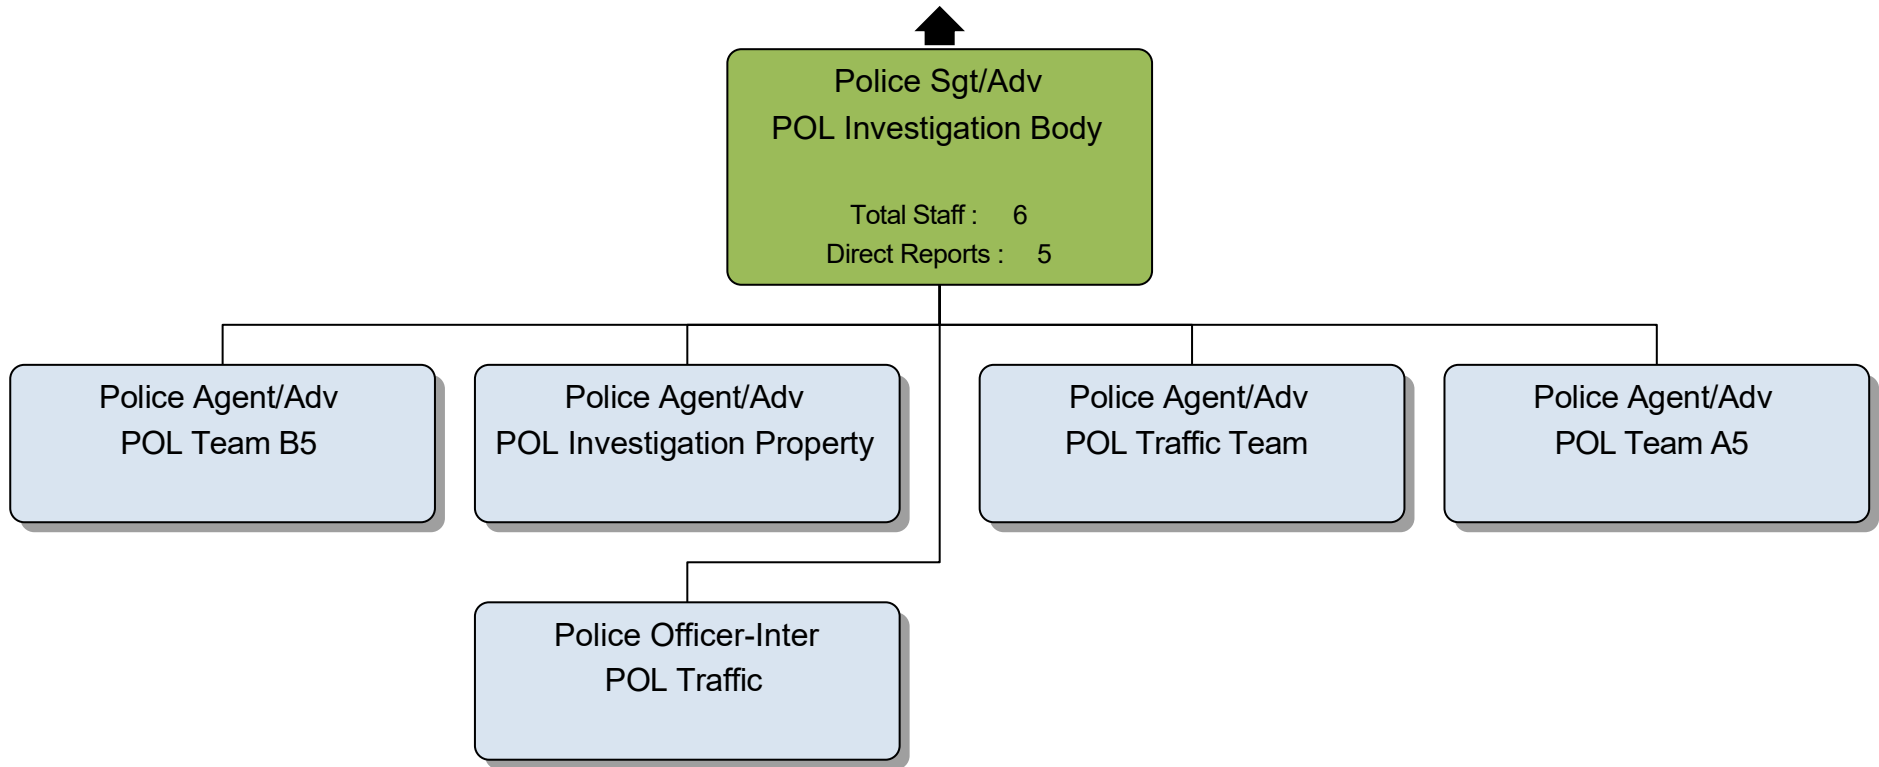 Police Sgt/Adv
POL Investigation Body
Total Staff : 6
Direct Reports : 5
Police Agent/Adv
POL Team B5
Police Agent/Adv
POL Investigation Property
Police Agent/Adv
POL Traffic Team
Police Agent/Adv
POL Team A5
Police Officer-Inter
POL Traffic